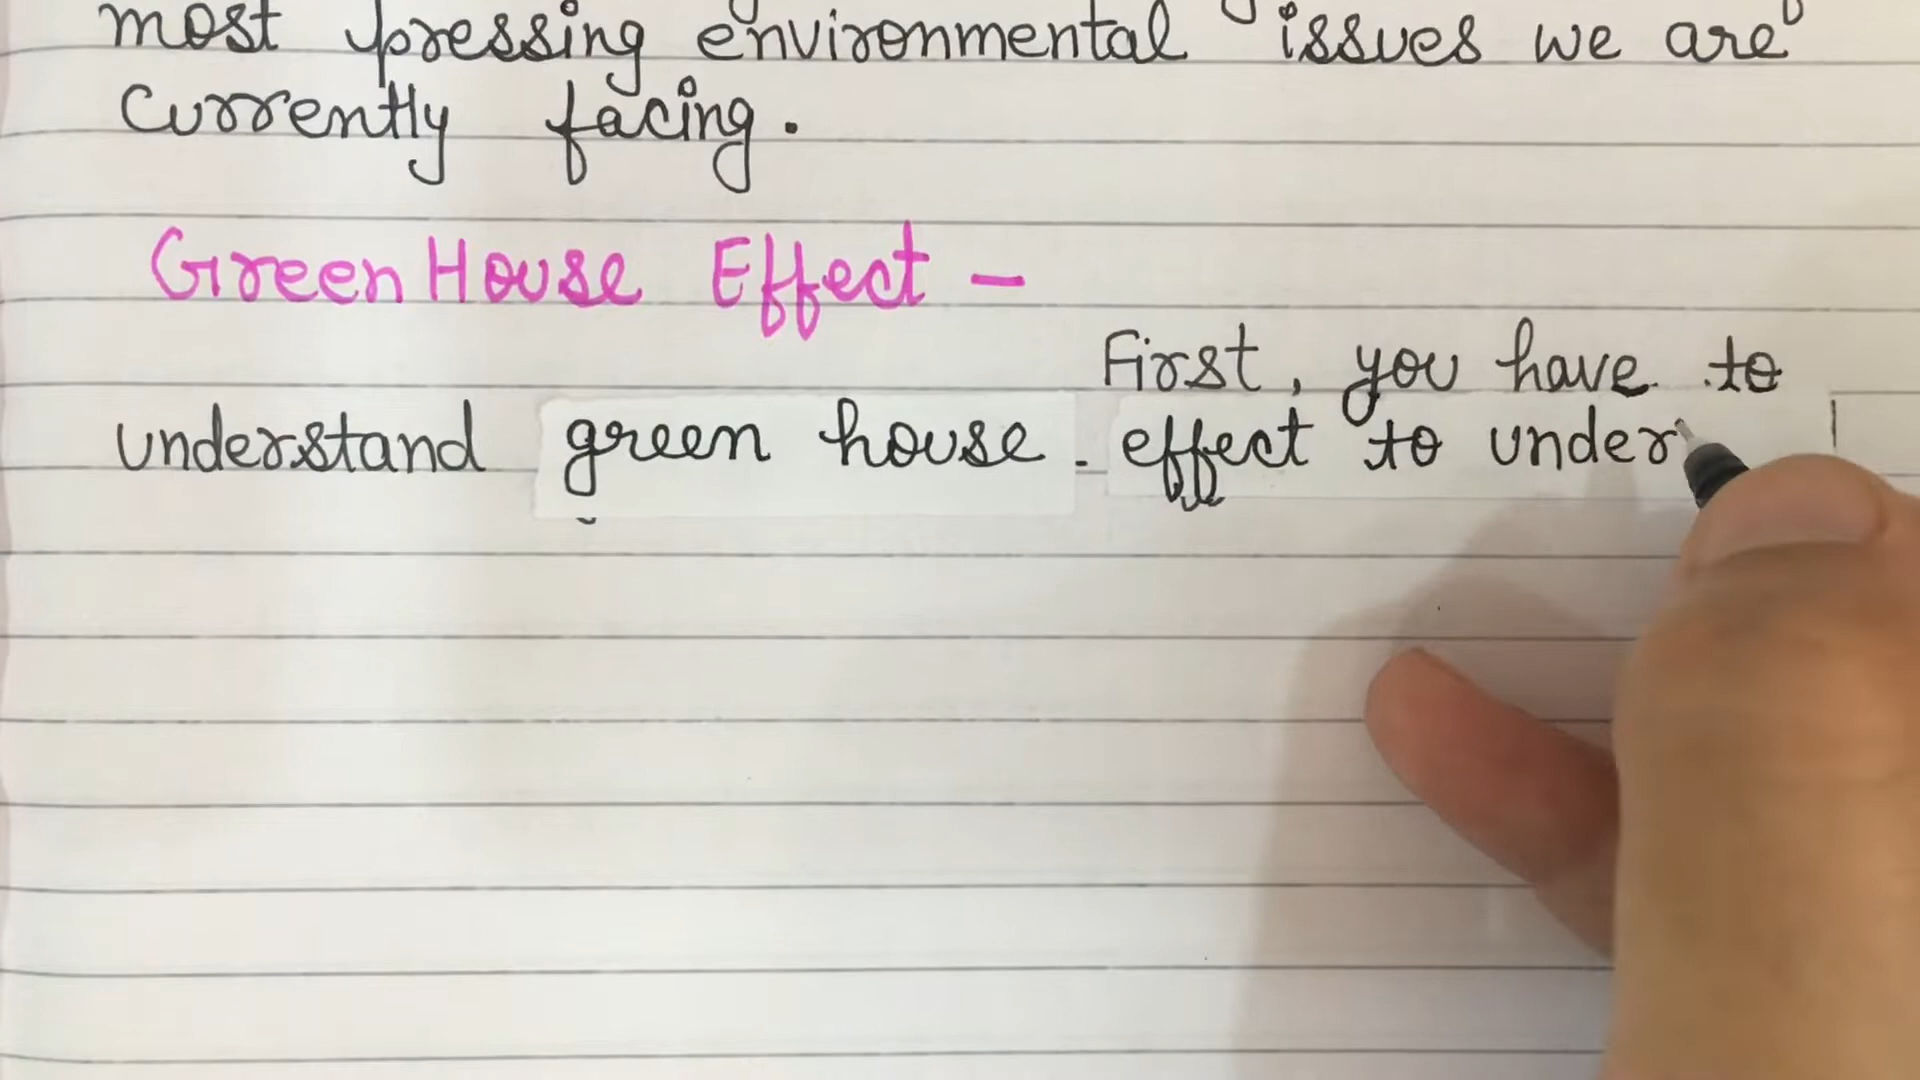 most pressing environmental issues we are
currently facing.
Green House Effect -
First, you have to
understand green house effect to under